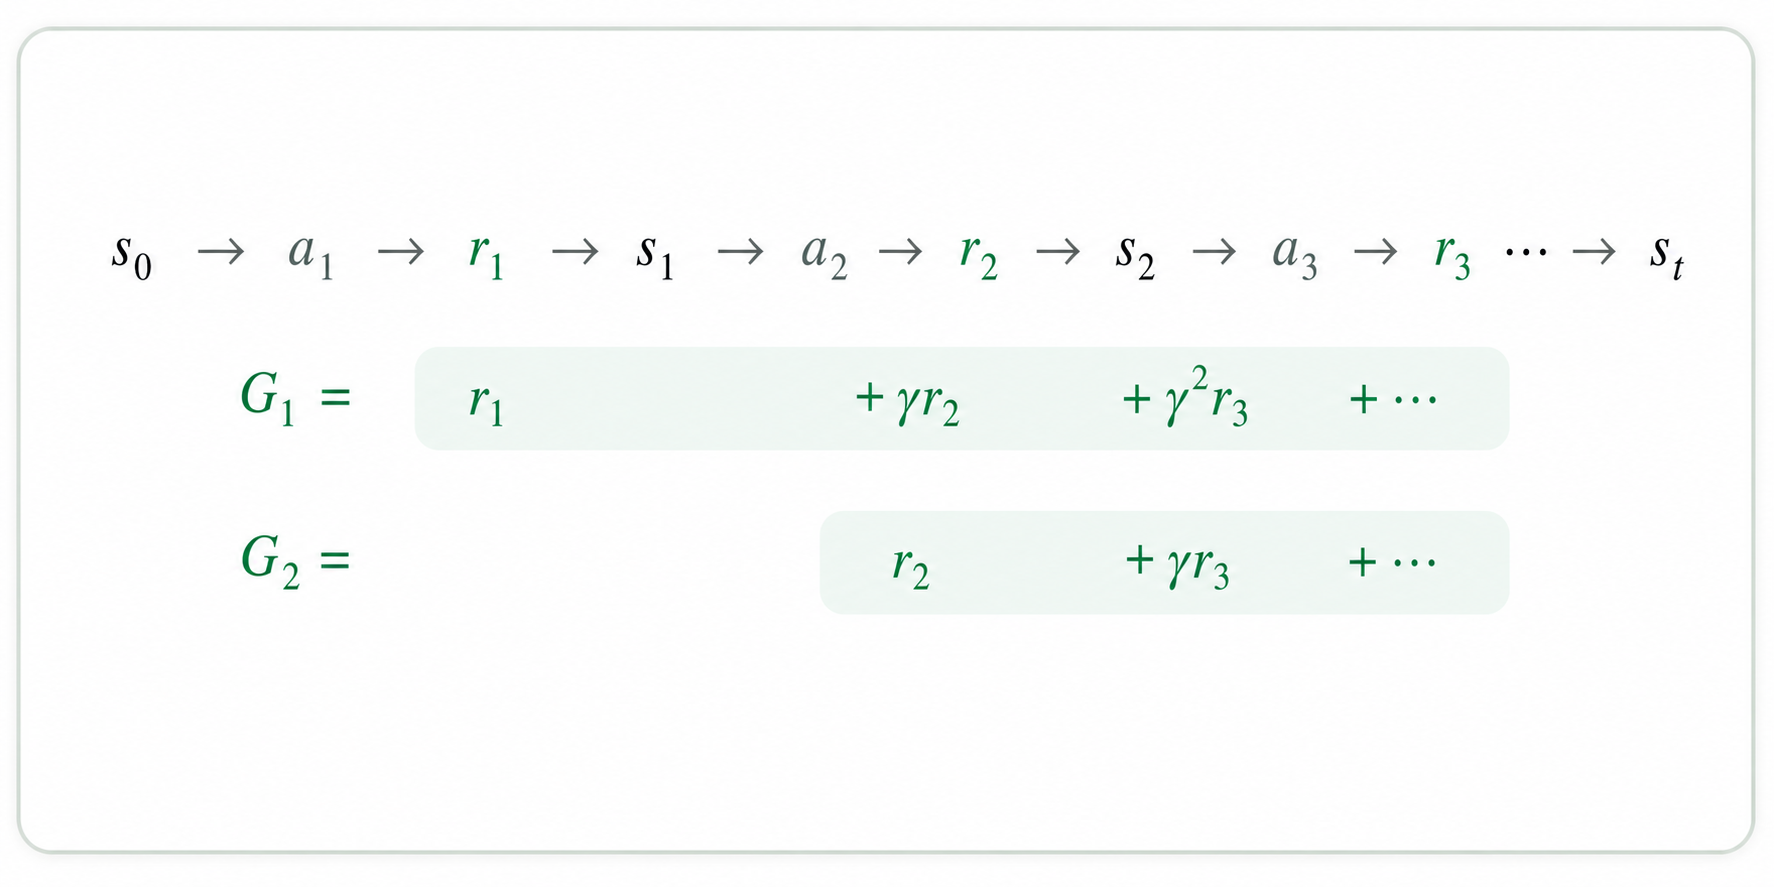 s₀ → a₁ → r₁ → s₁ → a₂ → r₂ → s₂ → a₃ → r₃ ⋯ → sₜ
G₁ = r₁ + γr₂ + γ²r₃ + ⋯
G₂ = r₂ + γr₃ + ⋯